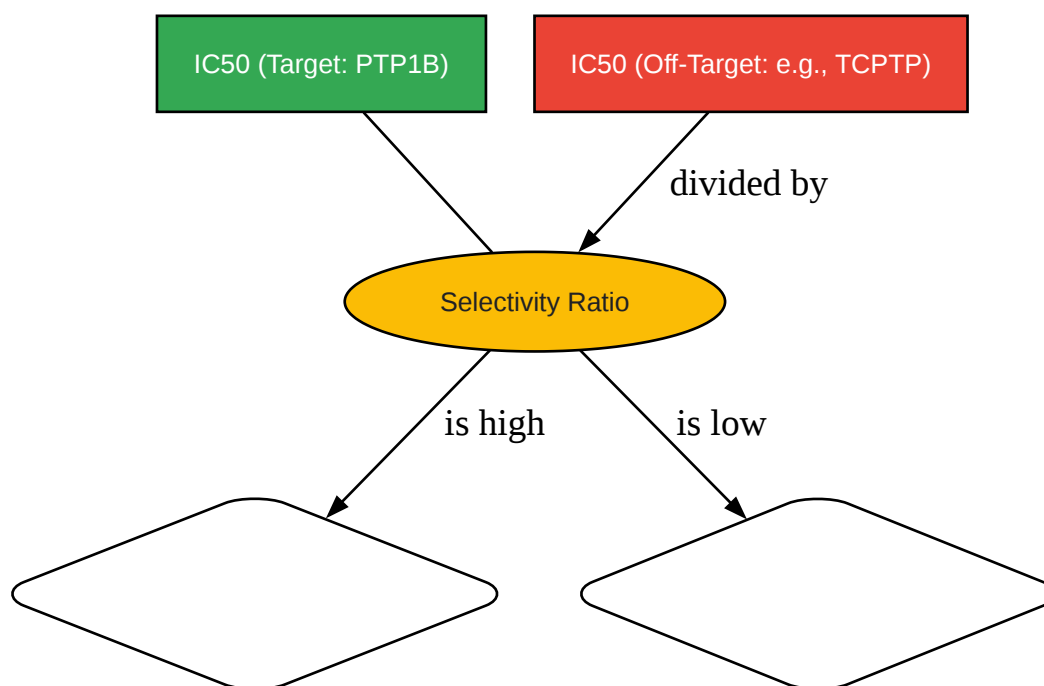 IC50 (Target: PTP1B)
IC50 (Off-Target: e.g., TCPTP)
divided by
Selectivity Ratio
is high
is low